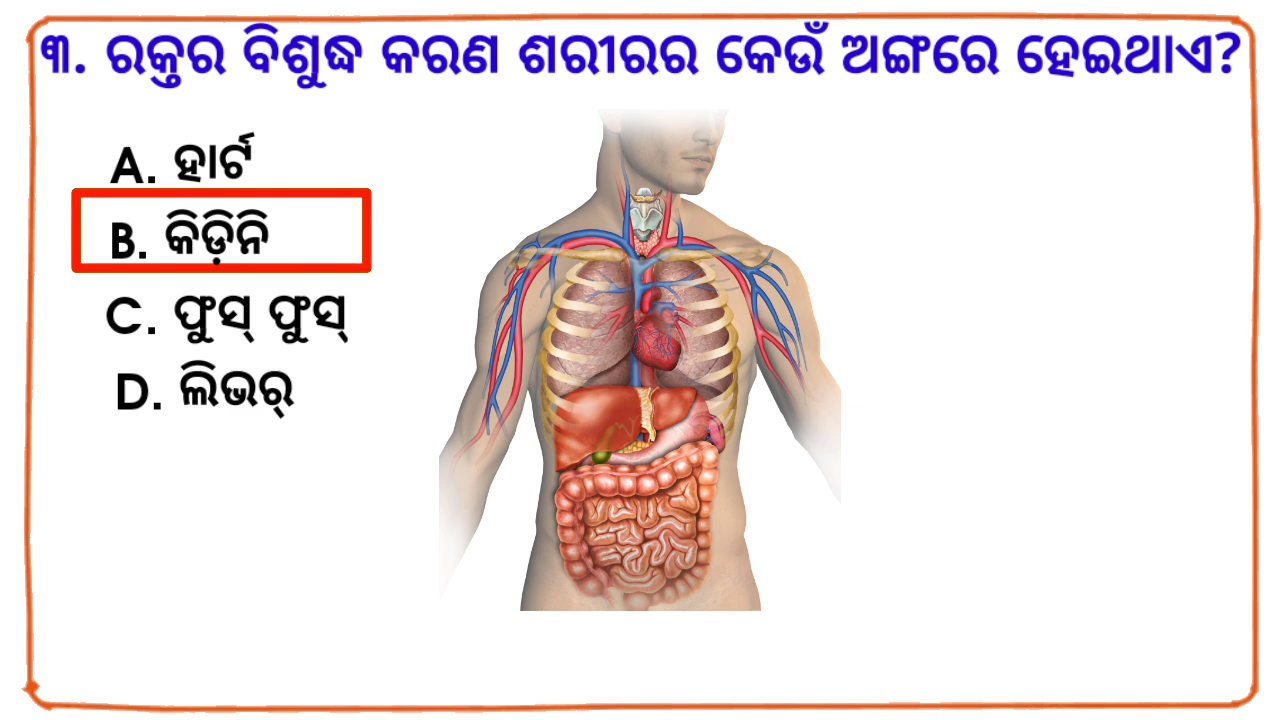 ୩. ରକ୍ତର ବିଶୁଦ୍ଧ କରଣ ଶରୀରର କେଉଁ ଅଙ୍ଗରେ ହେଇଥାଏ?
A. ହାର୍ଟ
B. କିଡ଼ିନି
C. ଫୁସ୍ ଫୁସ୍
D. ଲିଭର୍